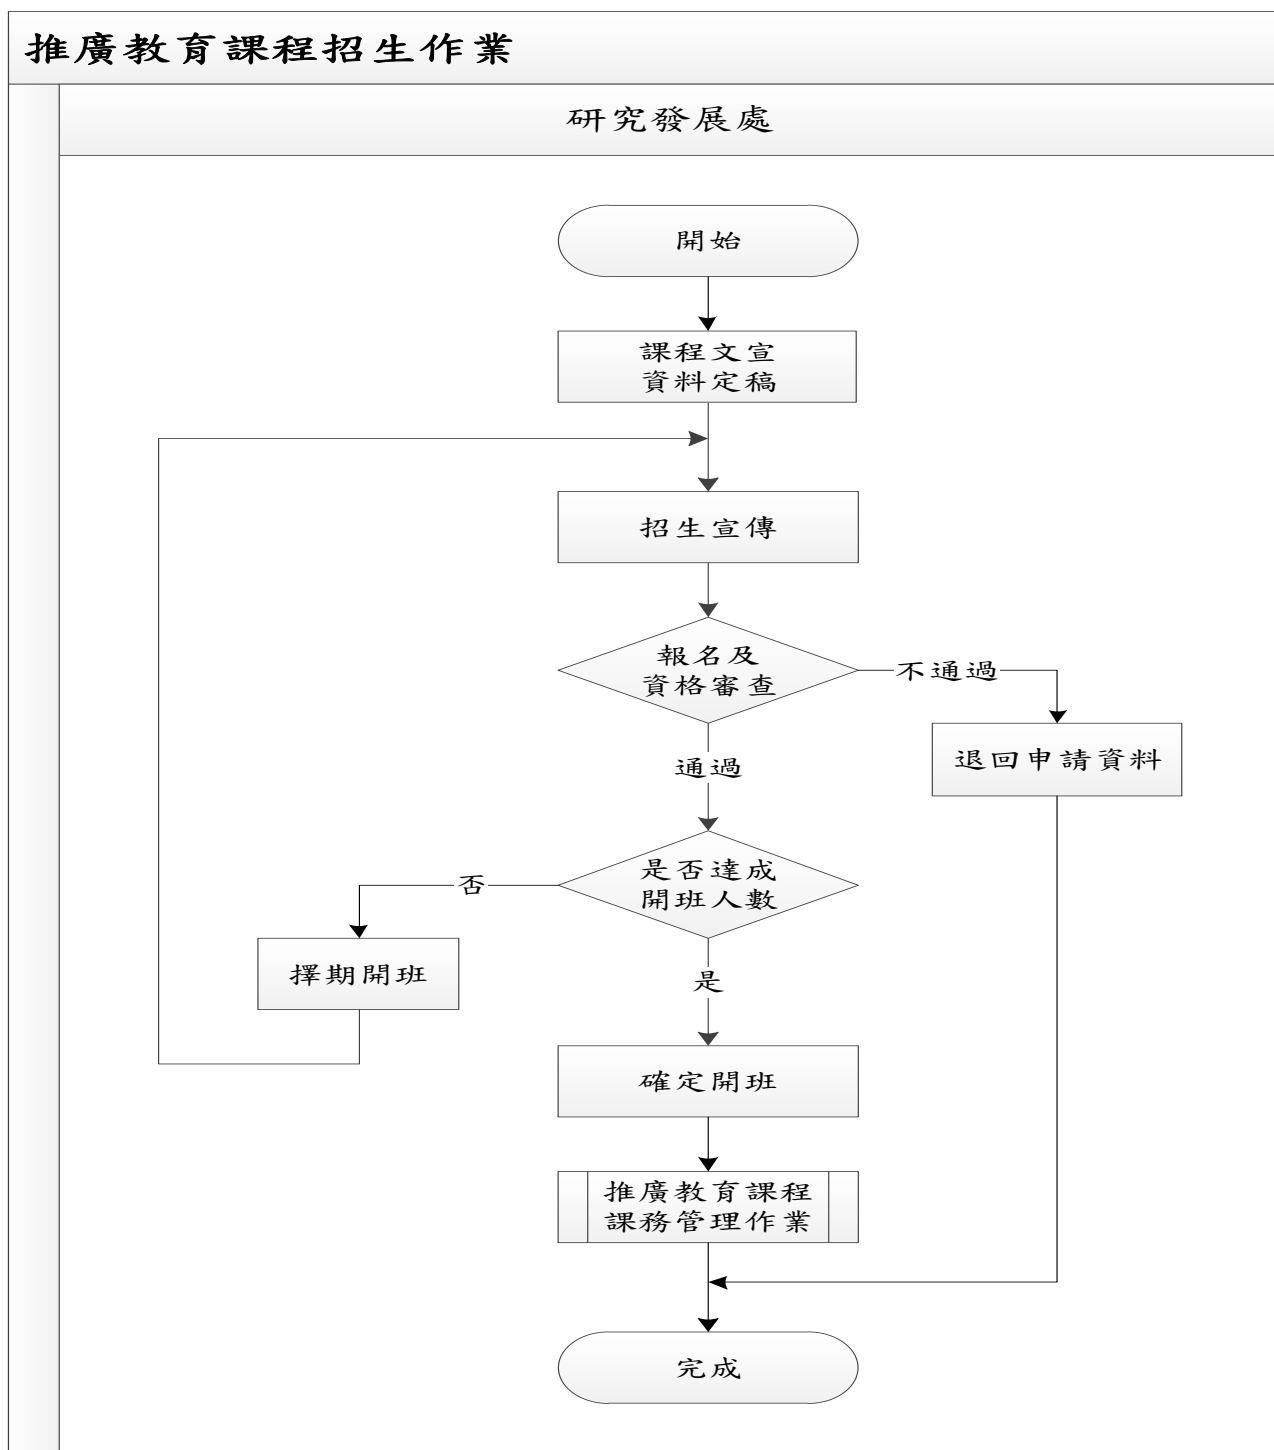 推廣教育課程招生作業
研究發展處
開始
課程文宣
資料定稿
招生宣傳
報名及
資格審查
不通過
退回申請資料
通過
是否達成
開班人數
否
擇期開班
是
確定開班
推廣教育課程
課務管理作業
完成